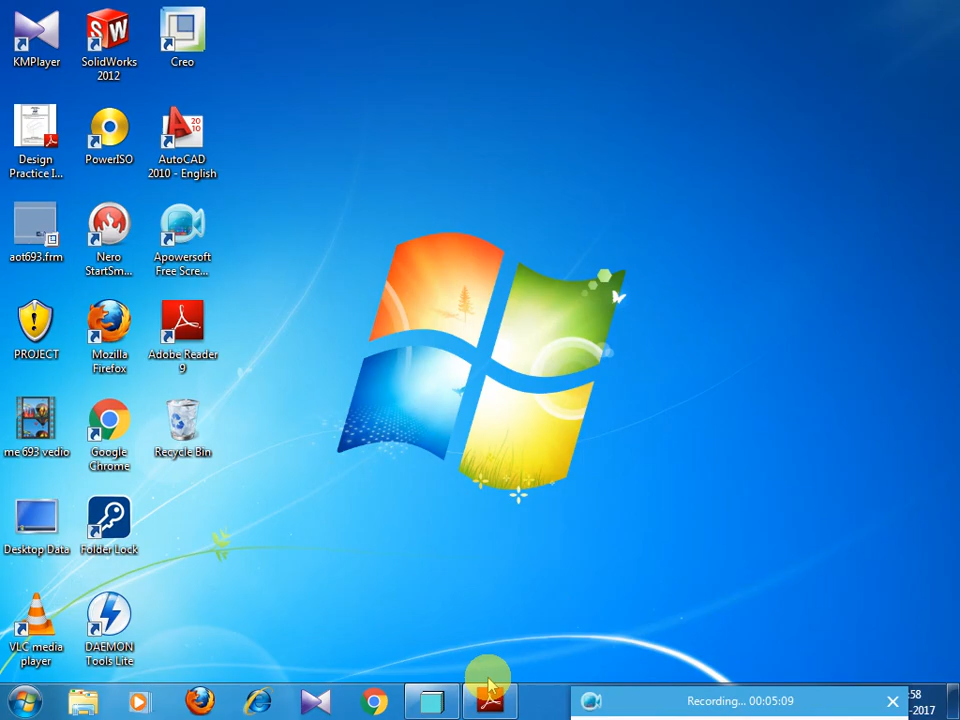 KMPlayer
SolidWorks
2012
Creo
Design
Practice I...
PowerISO
2010
AutoCAD
2010 - English
aot693.frm
Nero
StartSm...
Apowersoft
Free Scre...
PROJECT
Mozilla
Firefox
Adobe Reader
9
me 693 vedio
Google
Chrome
Recycle Bin
Desktop Data
Folder Lock
VLC media
player
DAEMON
Tools Lite
Recording... 00:05:09
:58
-2017